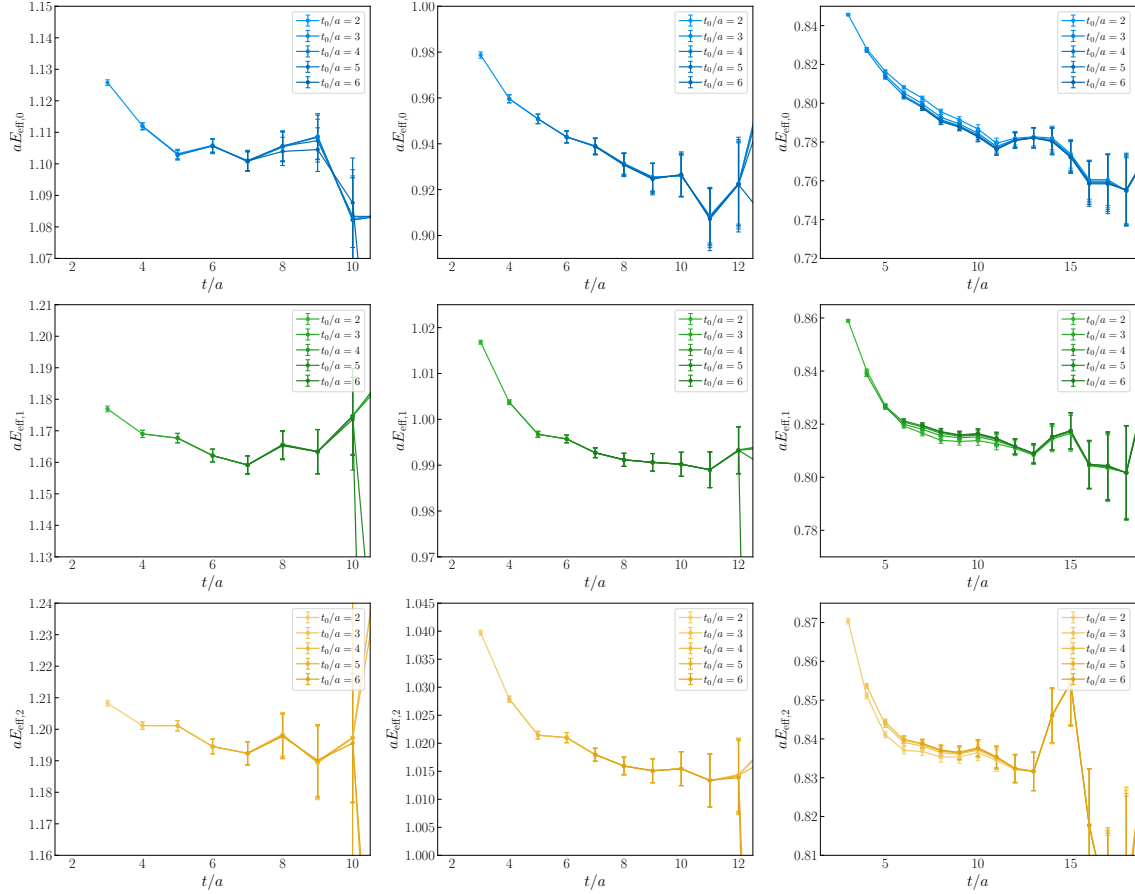 1.15
1.14
1.13
1.12
1.11
1.10
1.09
1.08
1.07
aE_eff,0
2 4 6 8 10
t/a
t_0/a = 2
t_0/a = 3
t_0/a = 4
t_0/a = 5
t_0/a = 6
1.00
0.98
0.96
0.94
0.92
0.90
aE_eff,0
2 4 6 8 10 12
t/a
t_0/a = 2
t_0/a = 3
t_0/a = 4
t_0/a = 5
t_0/a = 6
0.84
0.82
0.80
0.78
0.76
0.74
0.72
aE_eff,0
5 10 15
t/a
t_0/a = 2
t_0/a = 3
t_0/a = 4
t_0/a = 5
t_0/a = 6
1.21
1.20
1.19
1.18
1.17
1.16
1.15
1.14
1.13
aE_eff,1
2 4 6 8 10
t/a
t_0/a = 2
t_0/a = 3
t_0/a = 4
t_0/a = 5
t_0/a = 6
1.02
1.01
1.00
0.99
0.98
0.97
aE_eff,1
2 4 6 8 10 12
t/a
t_0/a = 2
t_0/a = 3
t_0/a = 4
t_0/a = 5
t_0/a = 6
0.86
0.84
0.82
0.80
0.78
aE_eff,1
5 10 15
t/a
t_0/a = 2
t_0/a = 3
t_0/a = 4
t_0/a = 5
t_0/a = 6
1.24
1.23
1.22
1.21
1.20
1.19
1.18
1.17
1.16
aE_eff,2
2 4 6 8 10
t/a
t_0/a = 2
t_0/a = 3
t_0/a = 4
t_0/a = 5
t_0/a = 6
1.045
1.040
1.035
1.030
1.025
1.020
1.015
1.010
1.005
1.000
aE_eff,2
2 4 6 8 10 12
t/a
t_0/a = 2
t_0/a = 3
t_0/a = 4
t_0/a = 5
t_0/a = 6
0.87
0.86
0.85
0.84
0.83
0.82
0.81
aE_eff,2
5 10 15
t/a
t_0/a = 2
t_0/a = 3
t_0/a = 4
t_0/a = 5
t_0/a = 6